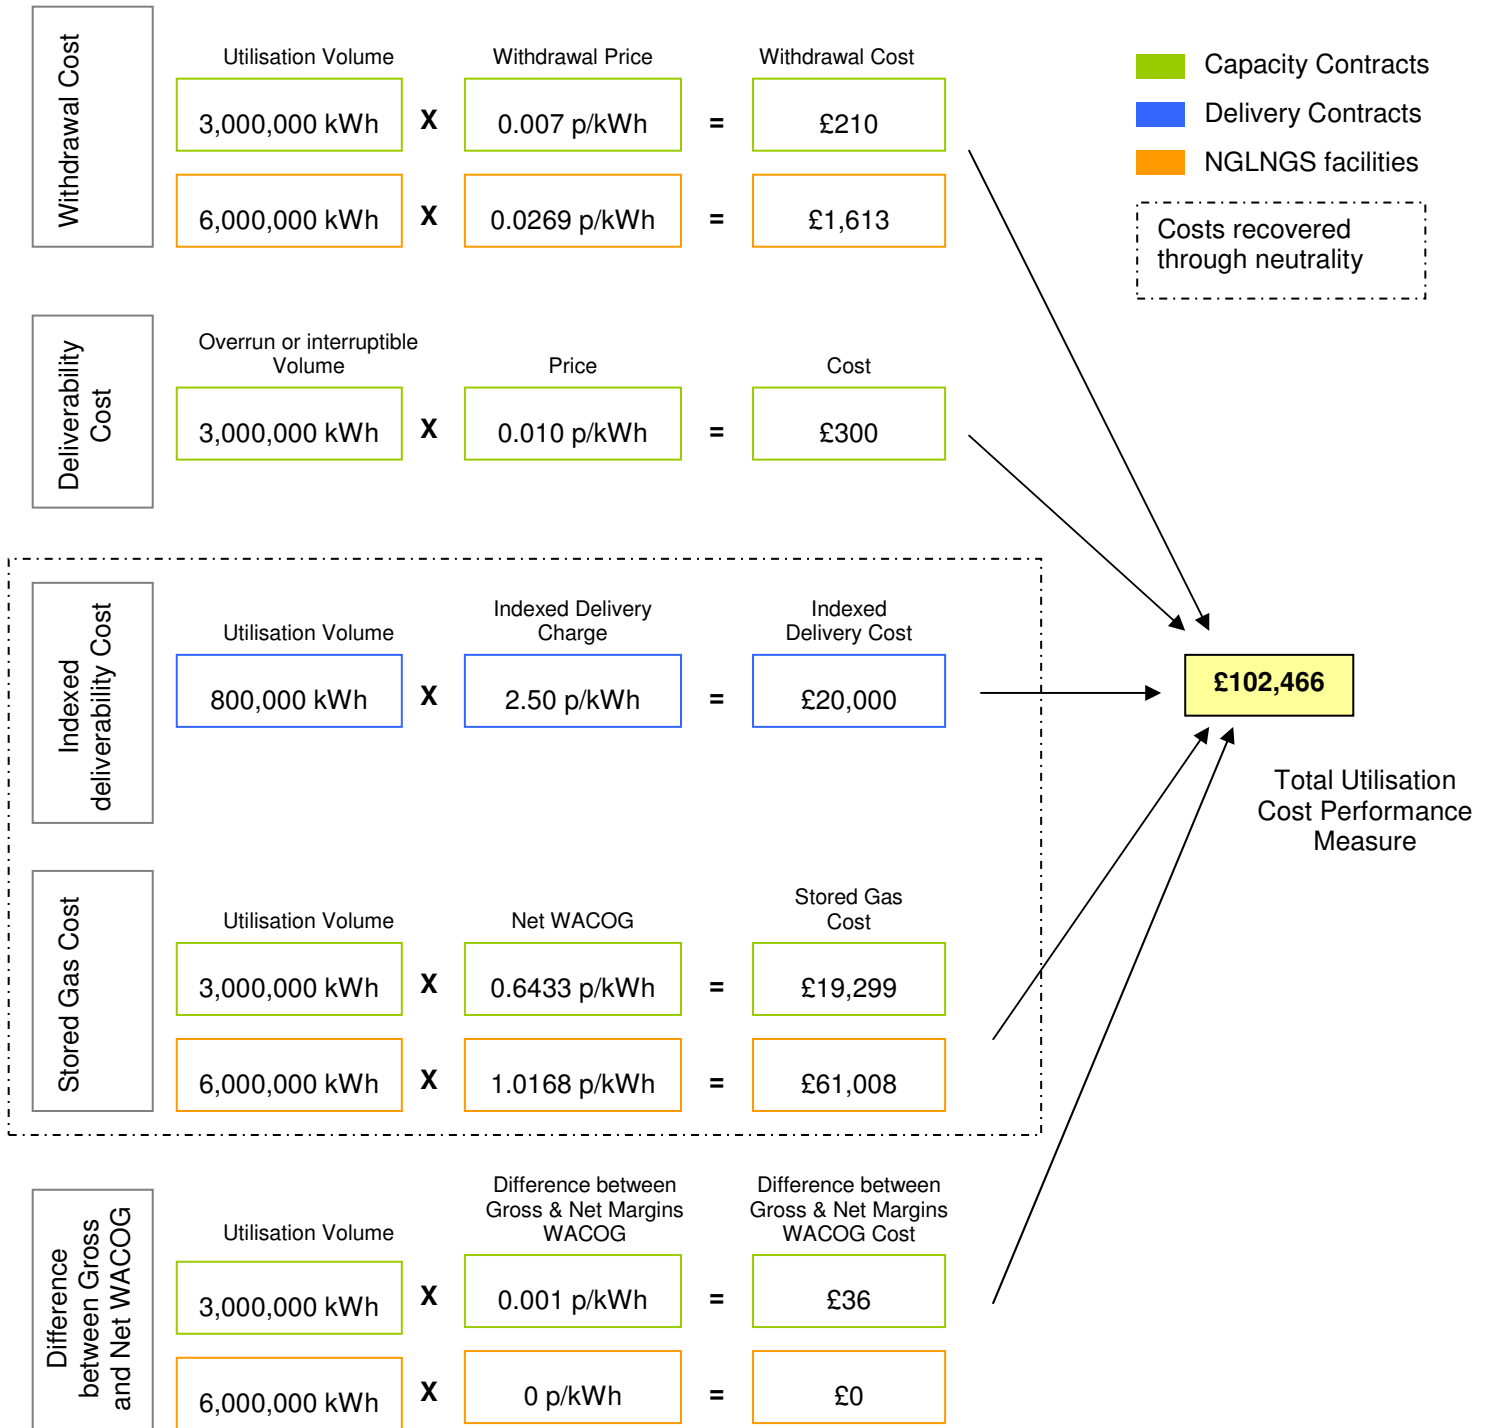 Withdrawal Cost
Utilisation Volume
Withdrawal Price
Withdrawal Cost
3,000,000 kWh
X
0.007 p/kWh
=
£210
6,000,000 kWh
X
0.0269 p/kWh
=
£1,613
Capacity Contracts
Delivery Contracts
NGLNGS facilities
Costs recovered
through neutrality
Deliverability
Cost
Overrun or interruptible
Volume
Price
Cost
3,000,000 kWh
X
0.010 p/kWh
=
£300
Indexed
deliverability Cost
Utilisation Volume
Indexed Delivery
Charge
Indexed
Delivery Cost
800,000 kWh
X
2.50 p/kWh
=
£20,000
£102,466
Total Utilisation
Cost Performance
Measure
Stored Gas Cost
Utilisation Volume
Net WACOG
Stored Gas
Cost
3,000,000 kWh
X
0.6433 p/kWh
=
£19,299
6,000,000 kWh
X
1.0168 p/kWh
=
£61,008
Difference
between Gross
and Net WACOG
Utilisation Volume
Difference between
Gross & Net Margins
WACOG
Difference between
Gross & Net Margins
WACOG Cost
3,000,000 kWh
X
0.001 p/kWh
=
£36
6,000,000 kWh
X
0 p/kWh
=
£0